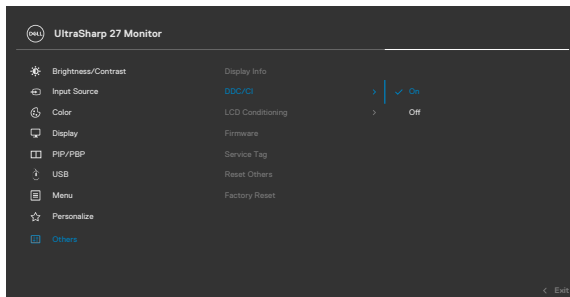 DELL UltraSharp 27 Monitor
Brightness/Contrast
Input Source
Color
Display
PIP/PBP
USB
Menu
Personalize
Others
Display Info
DDC/CI
LCD Conditioning
Firmware
Service Tag
Reset Others
Factory Reset
On
Off
Exit